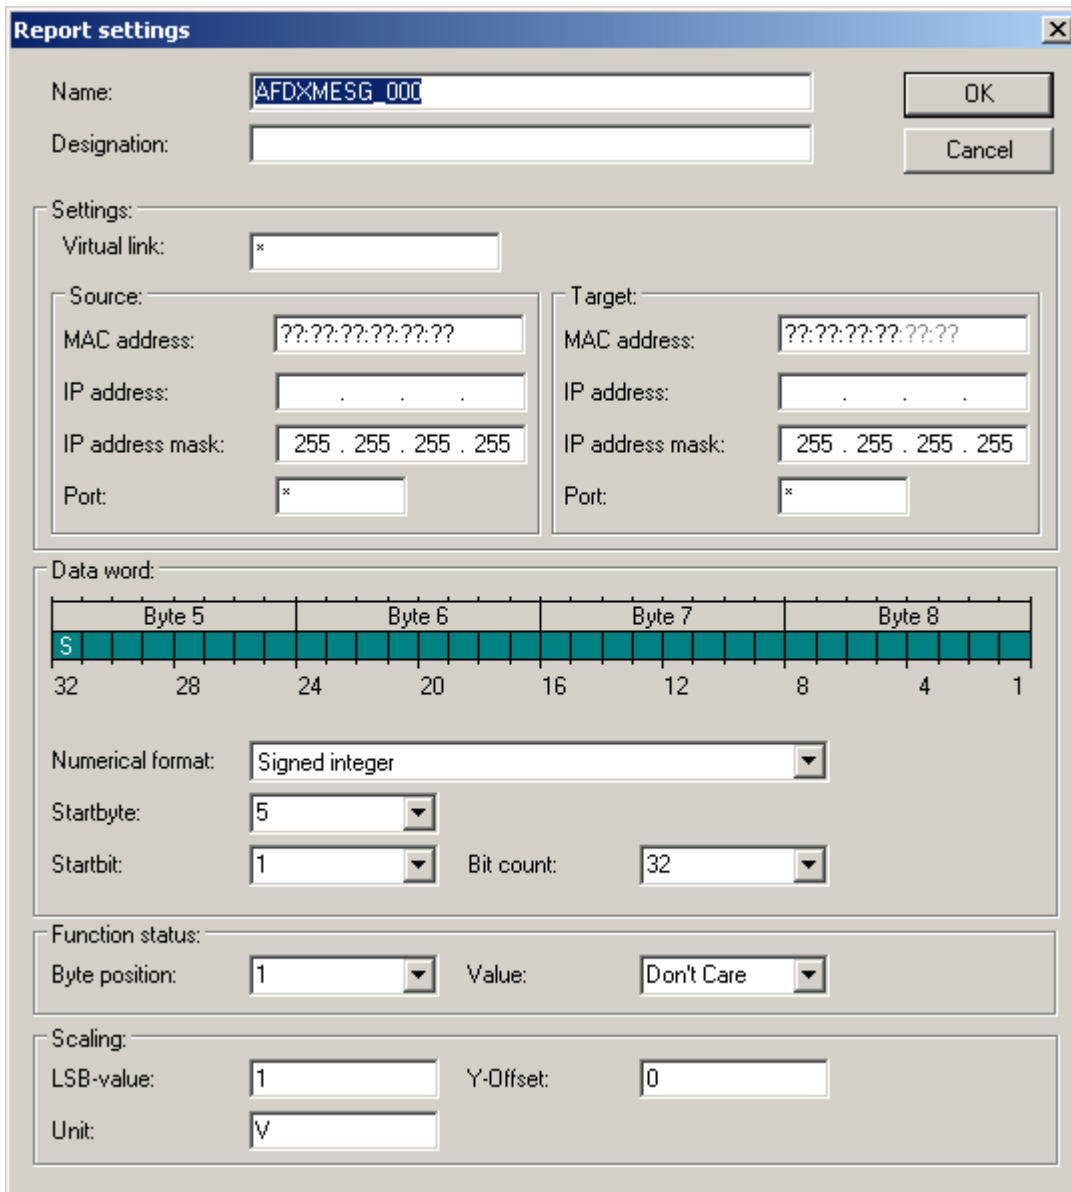 Report settings
Name: AFDXMESG_000 OK
Designation: Cancel
Settings:
Virtual link: *
Source: Target:
MAC address: ??:??:??:??:??:?? MAC address: ??:??:??:??:??:??
IP address: . . . IP address: . . .
IP address mask: 255 . 255 . 255 . 255 IP address mask: 255 . 255 . 255 . 255
Port: * Port: *
Data word:
Byte 5 Byte 6 Byte 7 Byte 8
S
32 28 24 20 16 12 8 4 1
Numerical format: Signed integer
Startbyte: 5
Startbit: 1 Bit count: 32
Function status:
Byte position: 1 Value: Don't Care
Scaling:
LSB-value: 1 Y-Offset: 0
Unit: V